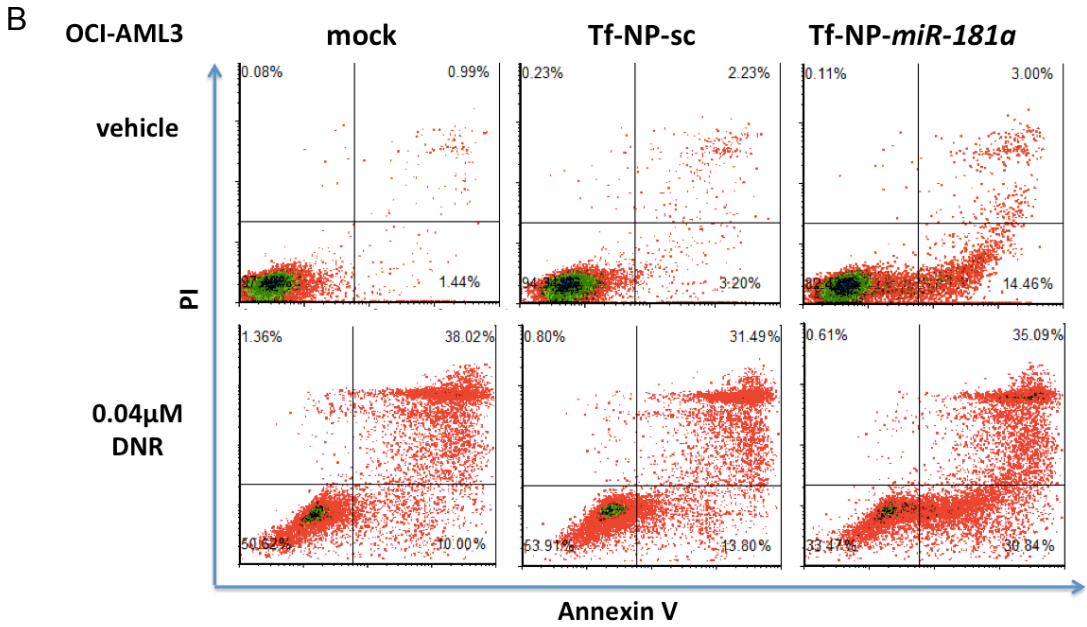 B
OCI-AML3 mock Tf-NP-sc Tf-NP-miR-181a
vehicle
0.08% 0.99% 0.23% 2.23% 0.11% 3.00%
1.44% 3.20% 14.46%
PI
1.36% 38.02% 0.80% 31.49% 0.61% 35.09%
0.04µM
DNR
50.62% 10.00% 53.91% 13.80% 33.47% 30.84%
Annexin V